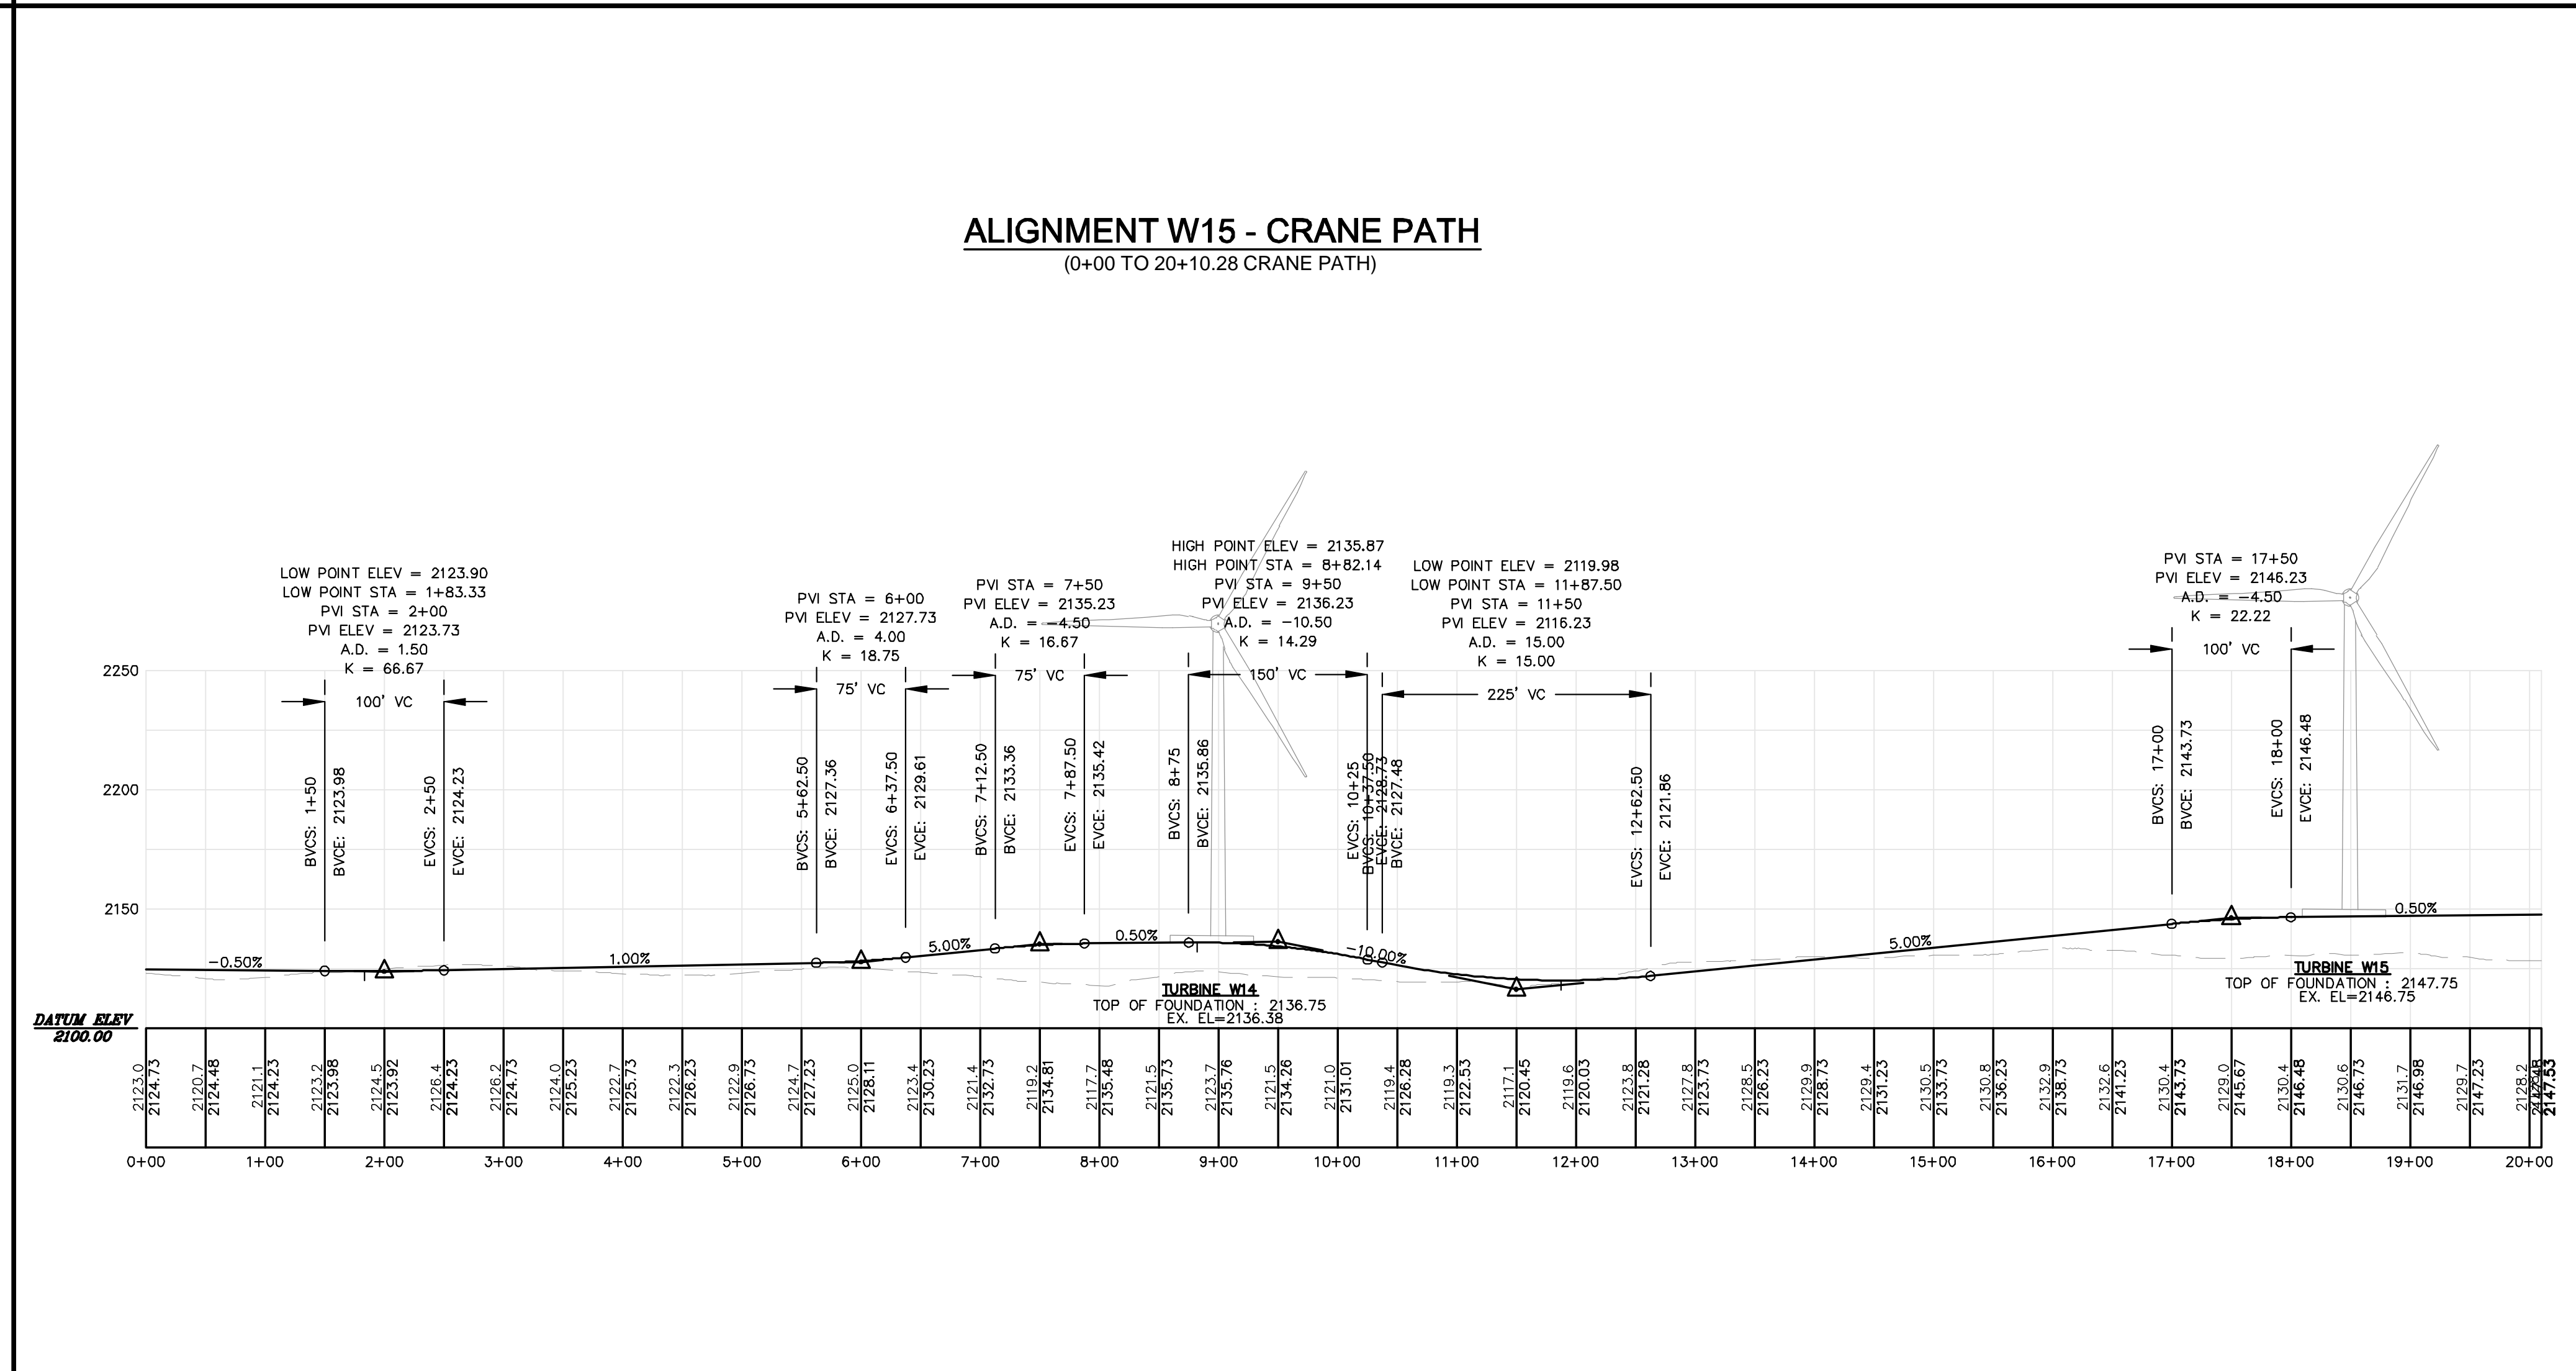 ALIGNMENT W15 - CRANE PATH
(0+00 TO 20+10.28 CRANE PATH)
LOW POINT ELEV = 2123.90
LOW POINT STA = 1+83.33
PVI STA = 2+00
PVI ELEV = 2123.73
A.D. = 1.50
K = 66.67
100' VC
BVCS: 1+50
BVCE: 2123.98
EVCS: 2+50
EVCE: 2124.23
PVI STA = 6+00
PVI ELEV = 2127.73
A.D. = 4.00
K = 18.75
75' VC
BVCS: 5+62.50
BVCE: 2127.36
EVCS: 6+37.50
EVCE: 2129.61
PVI STA = 7+50
PVI ELEV = 2135.23
A.D. = -4.50
K = 16.67
75' VC
BVCS: 7+12.50
BVCE: 2133.36
EVCS: 7+87.50
EVCE: 2135.42
HIGH POINT ELEV = 2135.87
HIGH POINT STA = 8+82.14
PVI STA = 9+50
PVI ELEV = 2136.23
A.D. = -10.50
K = 14.29
150' VC
BVCS: 8+75
BVCE: 2135.86
EVCS: 10+25
EVCE: 2128.73
LOW POINT ELEV = 2119.98
LOW POINT STA = 11+87.50
PVI STA = 11+50
PVI ELEV = 2116.23
A.D. = 15.00
K = 15.00
225' VC
BVCS: 10+37.50
BVCE: 2127.48
EVCS: 12+62.50
EVCE: 2121.86
PVI STA = 17+50
PVI ELEV = 2146.23
A.D. = -4.50
K = 22.22
100' VC
BVCS: 17+00
BVCE: 2143.73
EVCS: 18+00
EVCE: 2146.48
2250
2200
2150
-0.50%
1.00%
5.00%
0.50%
-10.00%
5.00%
0.50%
TURBINE W14
TOP OF FOUNDATION : 2136.75
EX. EL=2136.38
TURBINE W15
TOP OF FOUNDATION : 2147.75
EX. EL=2146.75
DATUM ELEV
2100.00
2123.0
2124.73
2120.7
2124.48
2121.1
2124.23
2123.2
2123.98
2124.5
2123.92
2126.4
2124.23
2126.2
2124.73
2124.0
2125.23
2122.7
2125.73
2122.3
2126.23
2122.9
2126.73
2124.7
2127.23
2125.0
2128.11
2123.4
2130.23
2121.4
2132.73
2119.2
2134.81
2117.7
2135.48
2121.5
2135.73
2123.7
2135.76
2121.5
2134.26
2121.0
2131.01
2119.4
2126.28
2119.3
2122.53
2117.1
2120.45
2119.6
2120.03
2123.8
2121.28
2127.8
2123.73
2128.5
2126.23
2129.9
2128.73
2129.4
2131.23
2130.5
2133.73
2130.8
2136.23
2132.9
2138.73
2132.6
2141.23
2130.4
2143.73
2129.0
2145.67
2130.4
2146.48
2130.6
2146.73
2131.7
2146.98
2129.7
2147.23
2128.2
2147.53
0+00
1+00
2+00
3+00
4+00
5+00
6+00
7+00
8+00
9+00
10+00
11+00
12+00
13+00
14+00
15+00
16+00
17+00
18+00
19+00
20+00